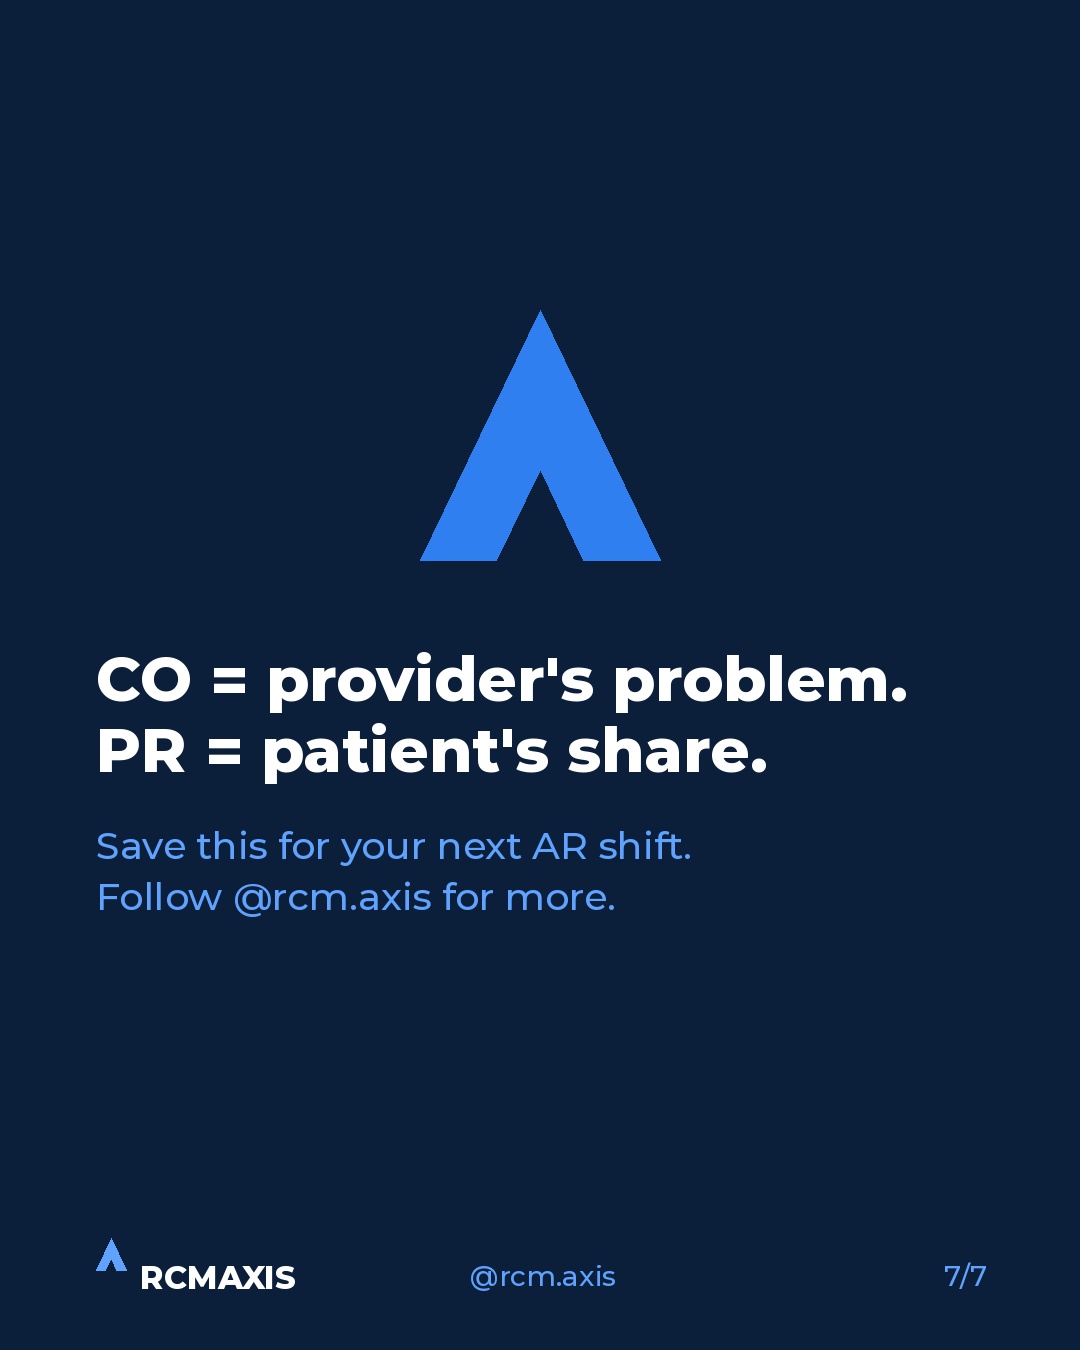 CO = provider's problem.
PR = patient's share.
Save this for your next AR shift.
Follow @rcm.axis for more.
RCMAXIS
@rcm.axis
7/7